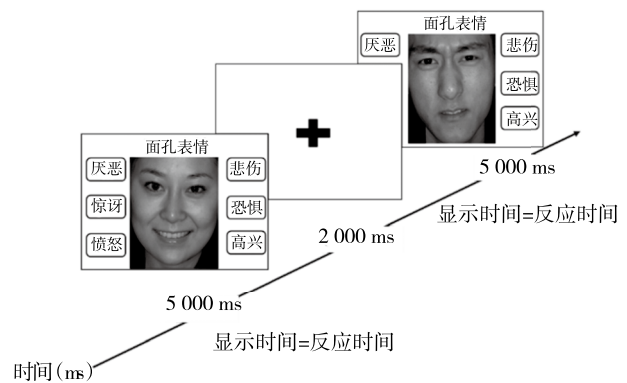 面孔表情
厌恶
悲伤
恐惧
高兴
面孔表情
厌恶
悲伤
惊讶
恐惧
愤怒
高兴
5 000 ms
显示时间=反应时间
2 000 ms
5 000 ms
显示时间=反应时间
时间(ms)